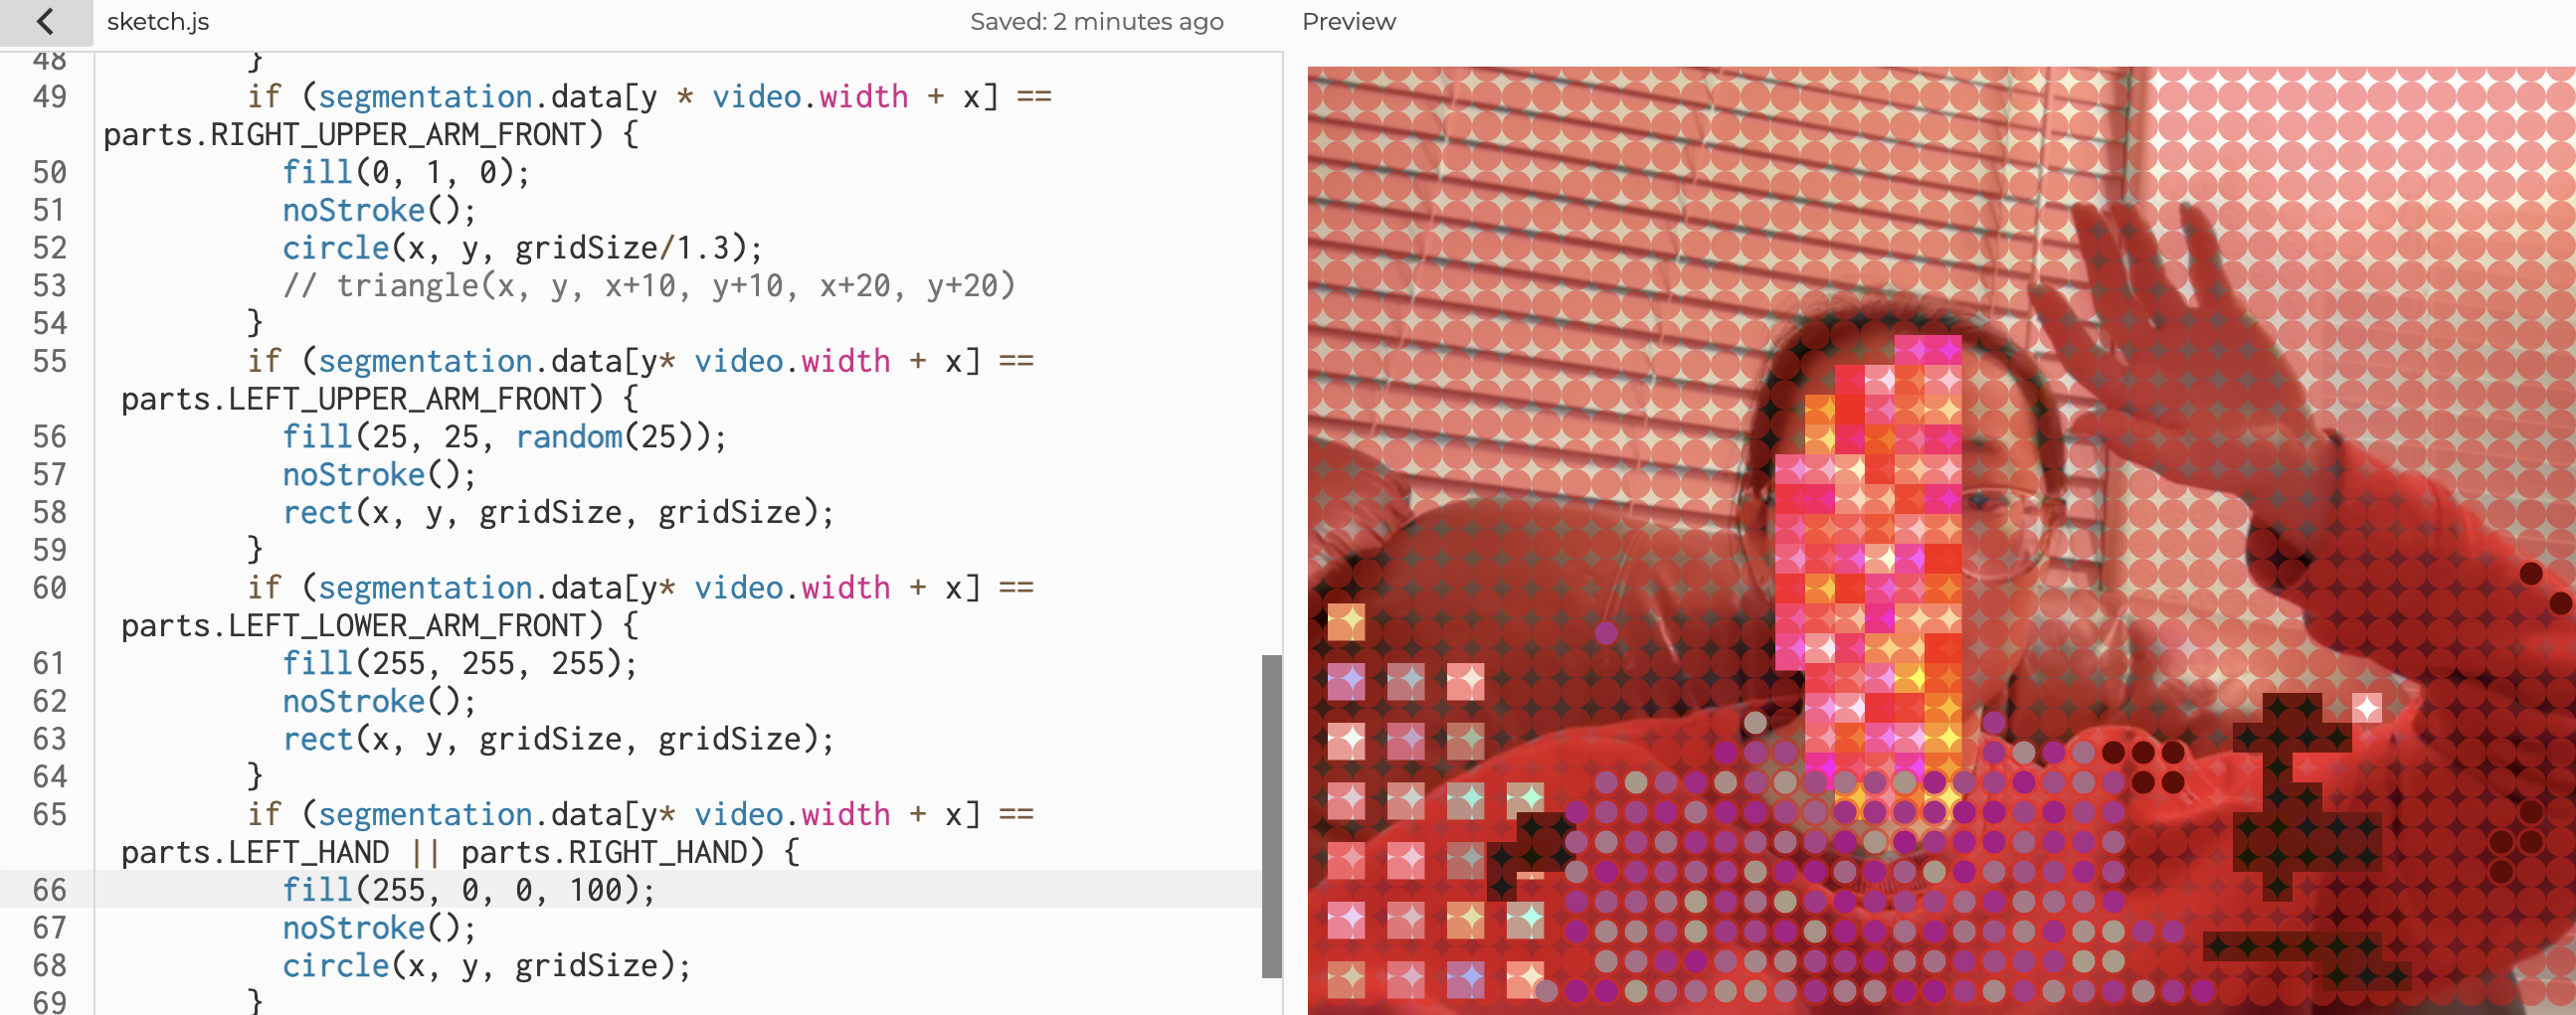 sketch.js
Saved: 2 minutes ago
Preview
48 }
49 if (segmentation.data[y * video.width + x] ==
parts.RIGHT_UPPER_ARM_FRONT) {
50 fill(0, 1, 0);
51 noStroke();
52 circle(x, y, gridSize/1.3);
53 // triangle(x, y, x+10, y+10, x+20, y+20)
54 }
55 if (segmentation.data[y* video.width + x] ==
parts.LEFT_UPPER_ARM_FRONT) {
56 fill(25, 25, random(25));
57 noStroke();
58 rect(x, y, gridSize, gridSize);
59 }
60 if (segmentation.data[y* video.width + x] ==
parts.LEFT_LOWER_ARM_FRONT) {
61 fill(255, 255, 255);
62 noStroke();
63 rect(x, y, gridSize, gridSize);
64 }
65 if (segmentation.data[y* video.width + x] ==
parts.LEFT_HAND || parts.RIGHT_HAND) {
66 fill(255, 0, 0, 100);
67 noStroke();
68 circle(x, y, gridSize);
69 }